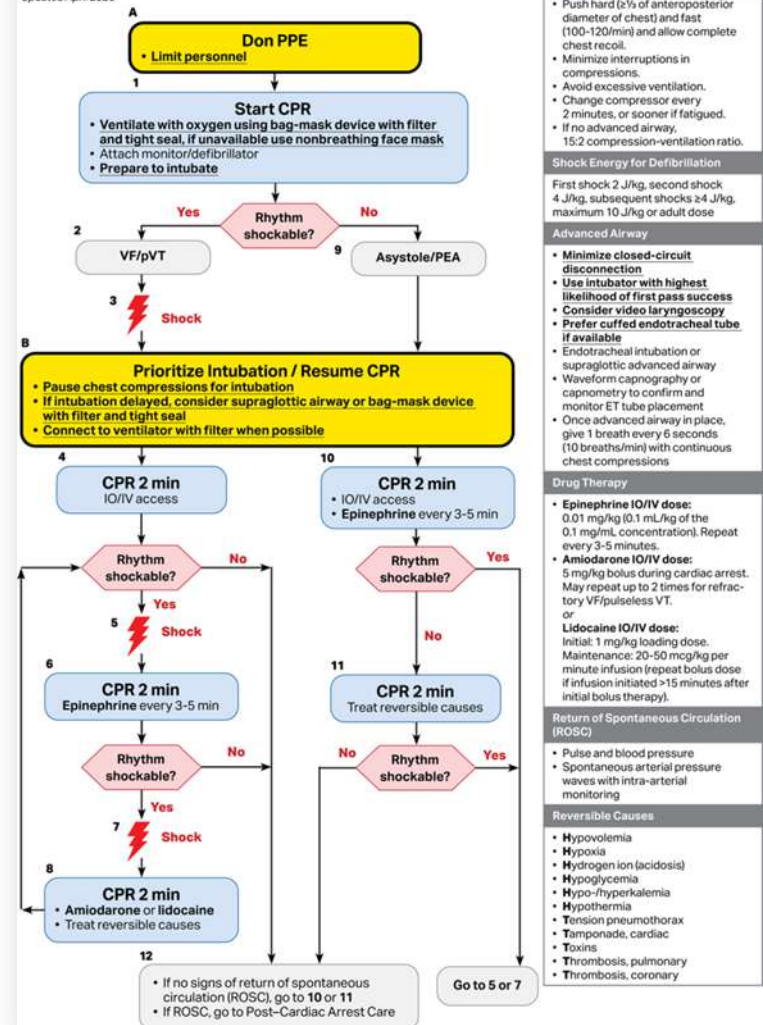 A
Don PPE
• Limit personnel
1
Start CPR
• Ventilate with oxygen using bag-mask device with filter
and tight seal, if unavailable use nonbreathing face mask
• Attach monitor/defibrillator
• Prepare to intubate
Rhythm
shockable?
Yes
No
2
VF/pVT
9
Asystole/PEA
3
Shock
B
Prioritize Intubation / Resume CPR
• Pause chest compressions for intubation
• If intubation delayed, consider supraglottic airway or bag-mask device
with filter and tight seal
• Connect to ventilator with filter when possible
4
CPR 2 min
IO/IV access
10
CPR 2 min
• IO/IV access
• Epinephrine every 3-5 min
Rhythm
shockable?
No
Yes
Rhythm
shockable?
Yes
No
5
Shock
6
CPR 2 min
Epinephrine every 3-5 min
11
CPR 2 min
Treat reversible causes
Rhythm
shockable?
No
Yes
No
Rhythm
shockable?
Yes
7
Shock
8
CPR 2 min
• Amiodarone or lidocaine
• Treat reversible causes
12
• If no signs of return of spontaneous
circulation (ROSC), go to 10 or 11
• If ROSC, go to Post–Cardiac Arrest Care
Go to 5 or 7
• Push hard (≥⅓ of anteroposterior
diameter of chest) and fast
(100-120/min) and allow complete
chest recoil.
• Minimize interruptions in
compressions.
• Avoid excessive ventilation.
• Change compressor every
2 minutes, or sooner if fatigued.
• If no advanced airway,
15:2 compression-ventilation ratio.
Shock Energy for Defibrillation
First shock 2 J/kg, second shock
4 J/kg, subsequent shocks ≥4 J/kg,
maximum 10 J/kg or adult dose
Advanced Airway
• Minimize closed-circuit
disconnection
• Use intubator with highest
likelihood of first pass success
• Consider video laryngoscopy
• Prefer cuffed endotracheal tube
if available
• Endotracheal intubation or
supraglottic advanced airway
• Waveform capnography or
capnometry to confirm and
monitor ET tube placement
• Once advanced airway in place,
give 1 breath every 6 seconds
(10 breaths/min) with continuous
chest compressions
Drug Therapy
• Epinephrine IO/IV dose:
0.01 mg/kg (0.1 mL/kg of the
0.1 mg/mL concentration). Repeat
every 3-5 minutes.
• Amiodarone IO/IV dose:
5 mg/kg bolus during cardiac arrest.
May repeat up to 2 times for refrac-
tory VF/pulseless VT.
or
Lidocaine IO/IV dose:
Initial: 1 mg/kg loading dose.
Maintenance: 20-50 mcg/kg per
minute infusion (repeat bolus dose
if infusion initiated >15 minutes after
initial bolus therapy).
Return of Spontaneous Circulation
(ROSC)
• Pulse and blood pressure
• Spontaneous arterial pressure
waves with intra-arterial
monitoring
Reversible Causes
• Hypovolemia
• Hypoxia
• Hydrogen ion (acidosis)
• Hypoglycemia
• Hypo-/hyperkalemia
• Hypothermia
• Tension pneumothorax
• Tamponade, cardiac
• Toxins
• Thrombosis, pulmonary
• Thrombosis, coronary